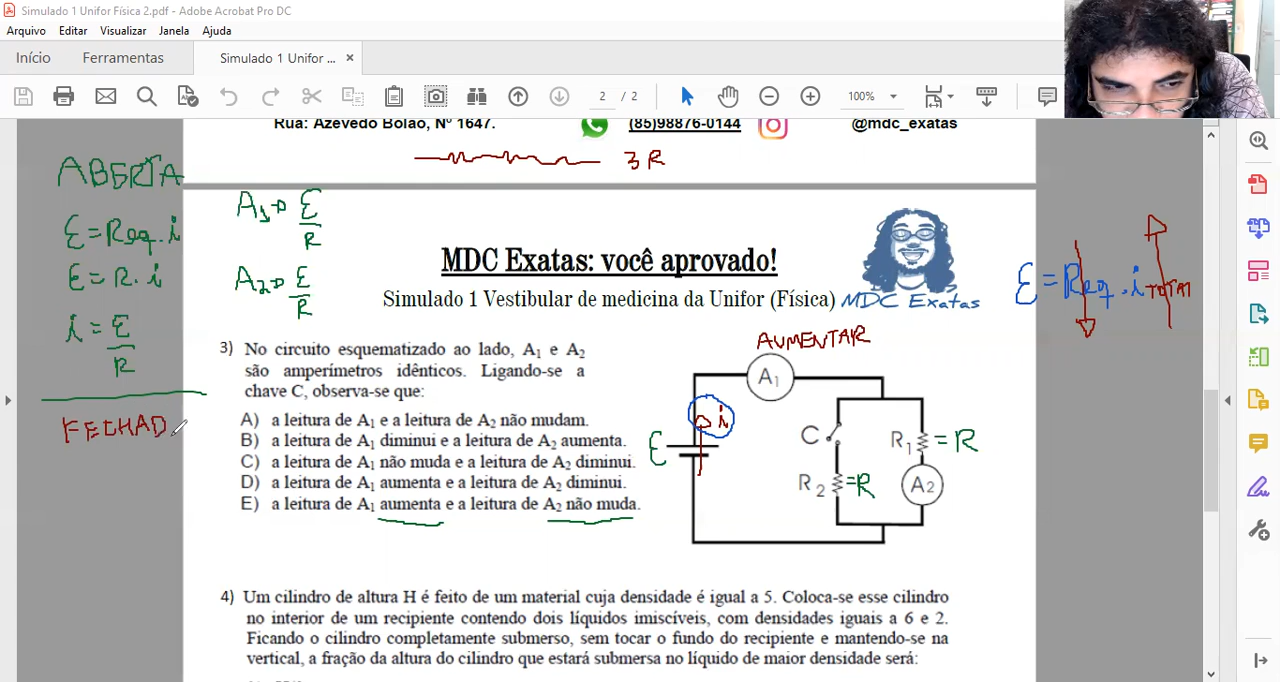 Simulado 1 Unifor Física 2.pdf - Adobe Acrobat Pro DC
Arquivo Editar Visualizar Janela Ajuda
Início Ferramentas Simulado 1 Unifor ... ×
2 / 2 100%
Rua: Azevedo Bolão, Nº 1647. (85)98876-0144 @mdc_exatas
3R
ABERTA
E=Req.i
E=R.i
i=E/R
FECHAD
A₁→E/R
A₂→E/R
MDC Exatas: você aprovado!
Simulado 1 Vestibular de medicina da Unifor (Física)
MDC Exatas
E=Req.i TOTAL
3) No circuito esquematizado ao lado, A₁ e A₂
são amperímetros idênticos. Ligando-se a
chave C, observa-se que:
A) a leitura de A₁ e a leitura de A₂ não mudam.
B) a leitura de A₁ diminui e a leitura de A₂ aumenta.
C) a leitura de A₁ não muda e a leitura de A₂ diminui.
D) a leitura de A₁ aumenta e a leitura de A₂ diminui.
E) a leitura de A₁ aumenta e a leitura de A₂ não muda.
AUMENTAR
A₁
i
E
C
R₁ =R
R₂ =R
A2
4) Um cilindro de altura H é feito de um material cuja densidade é igual a 5. Coloca-se esse cilindro
no interior de um recipiente contendo dois líquidos imiscíveis, com densidades iguais a 6 e 2.
Ficando o cilindro completamente submerso, sem tocar o fundo do recipiente e mantendo-se na
vertical, a fração da altura do cilindro que estará submersa no líquido de maior densidade será: